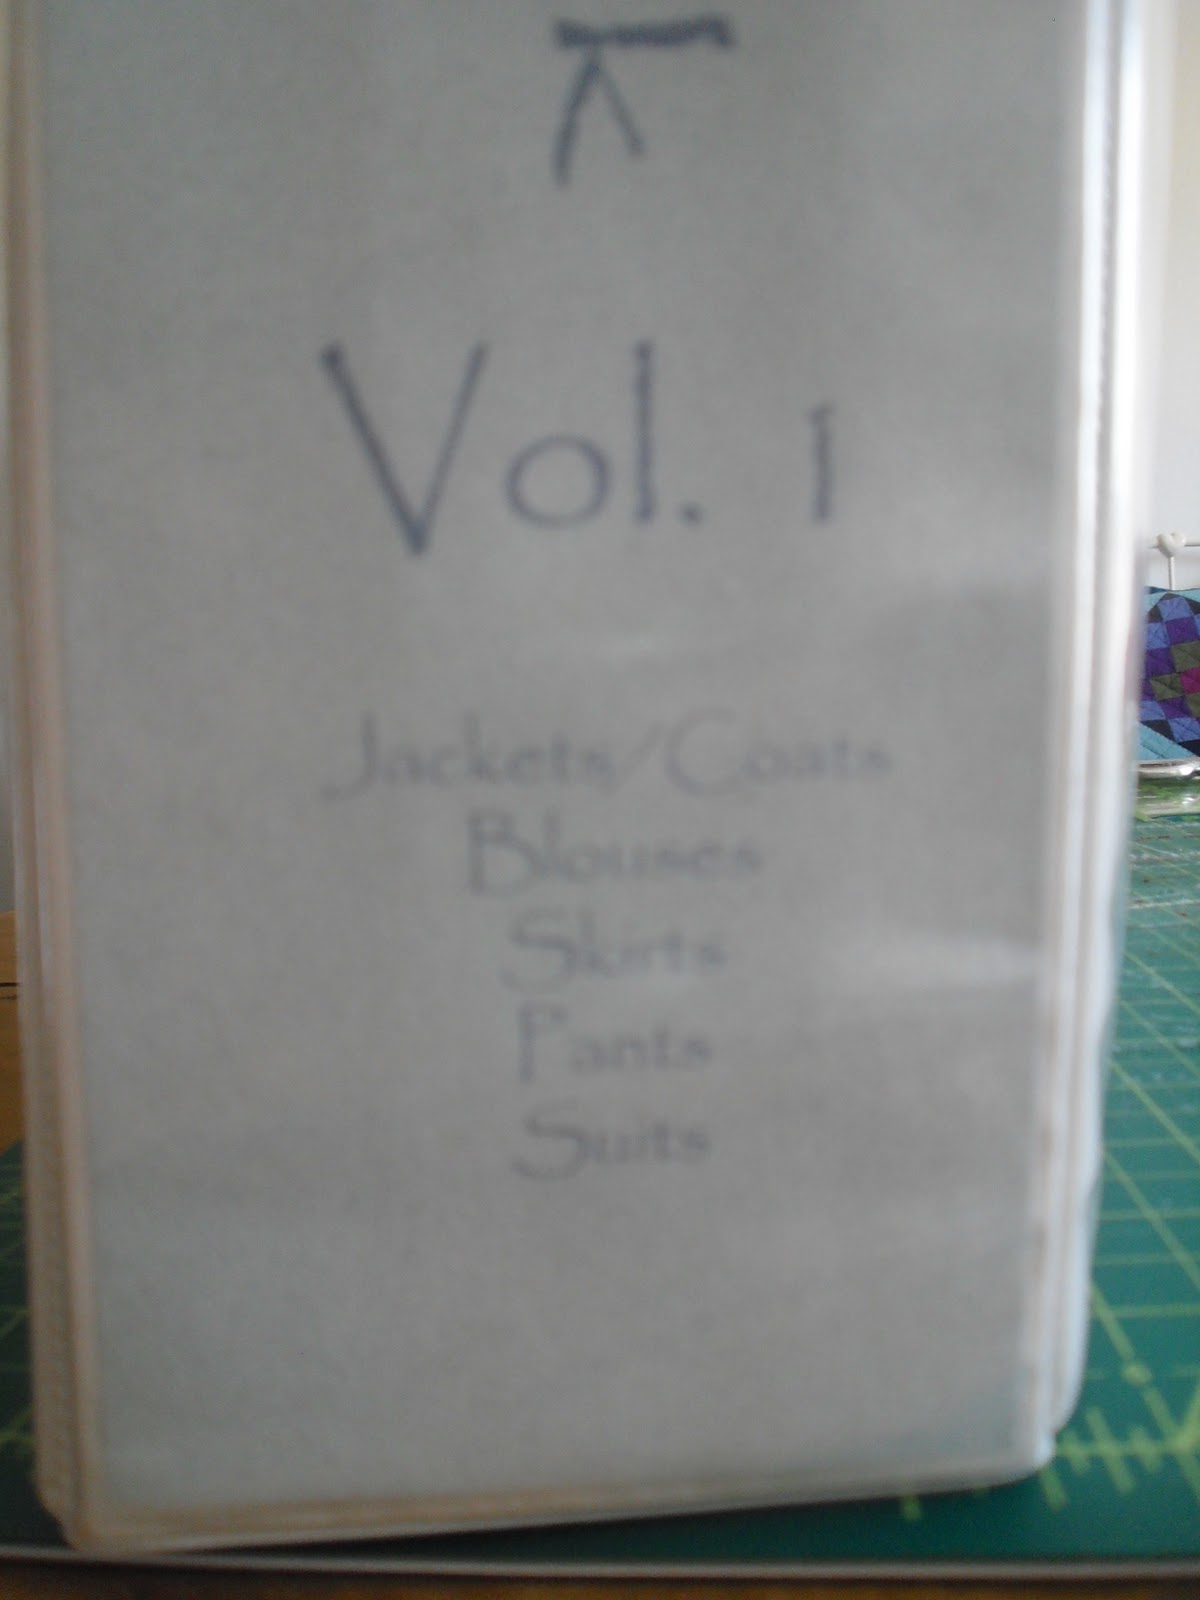 Vol. 1
Jackets/Coats
Blouses
Skirts
Pants
Suits